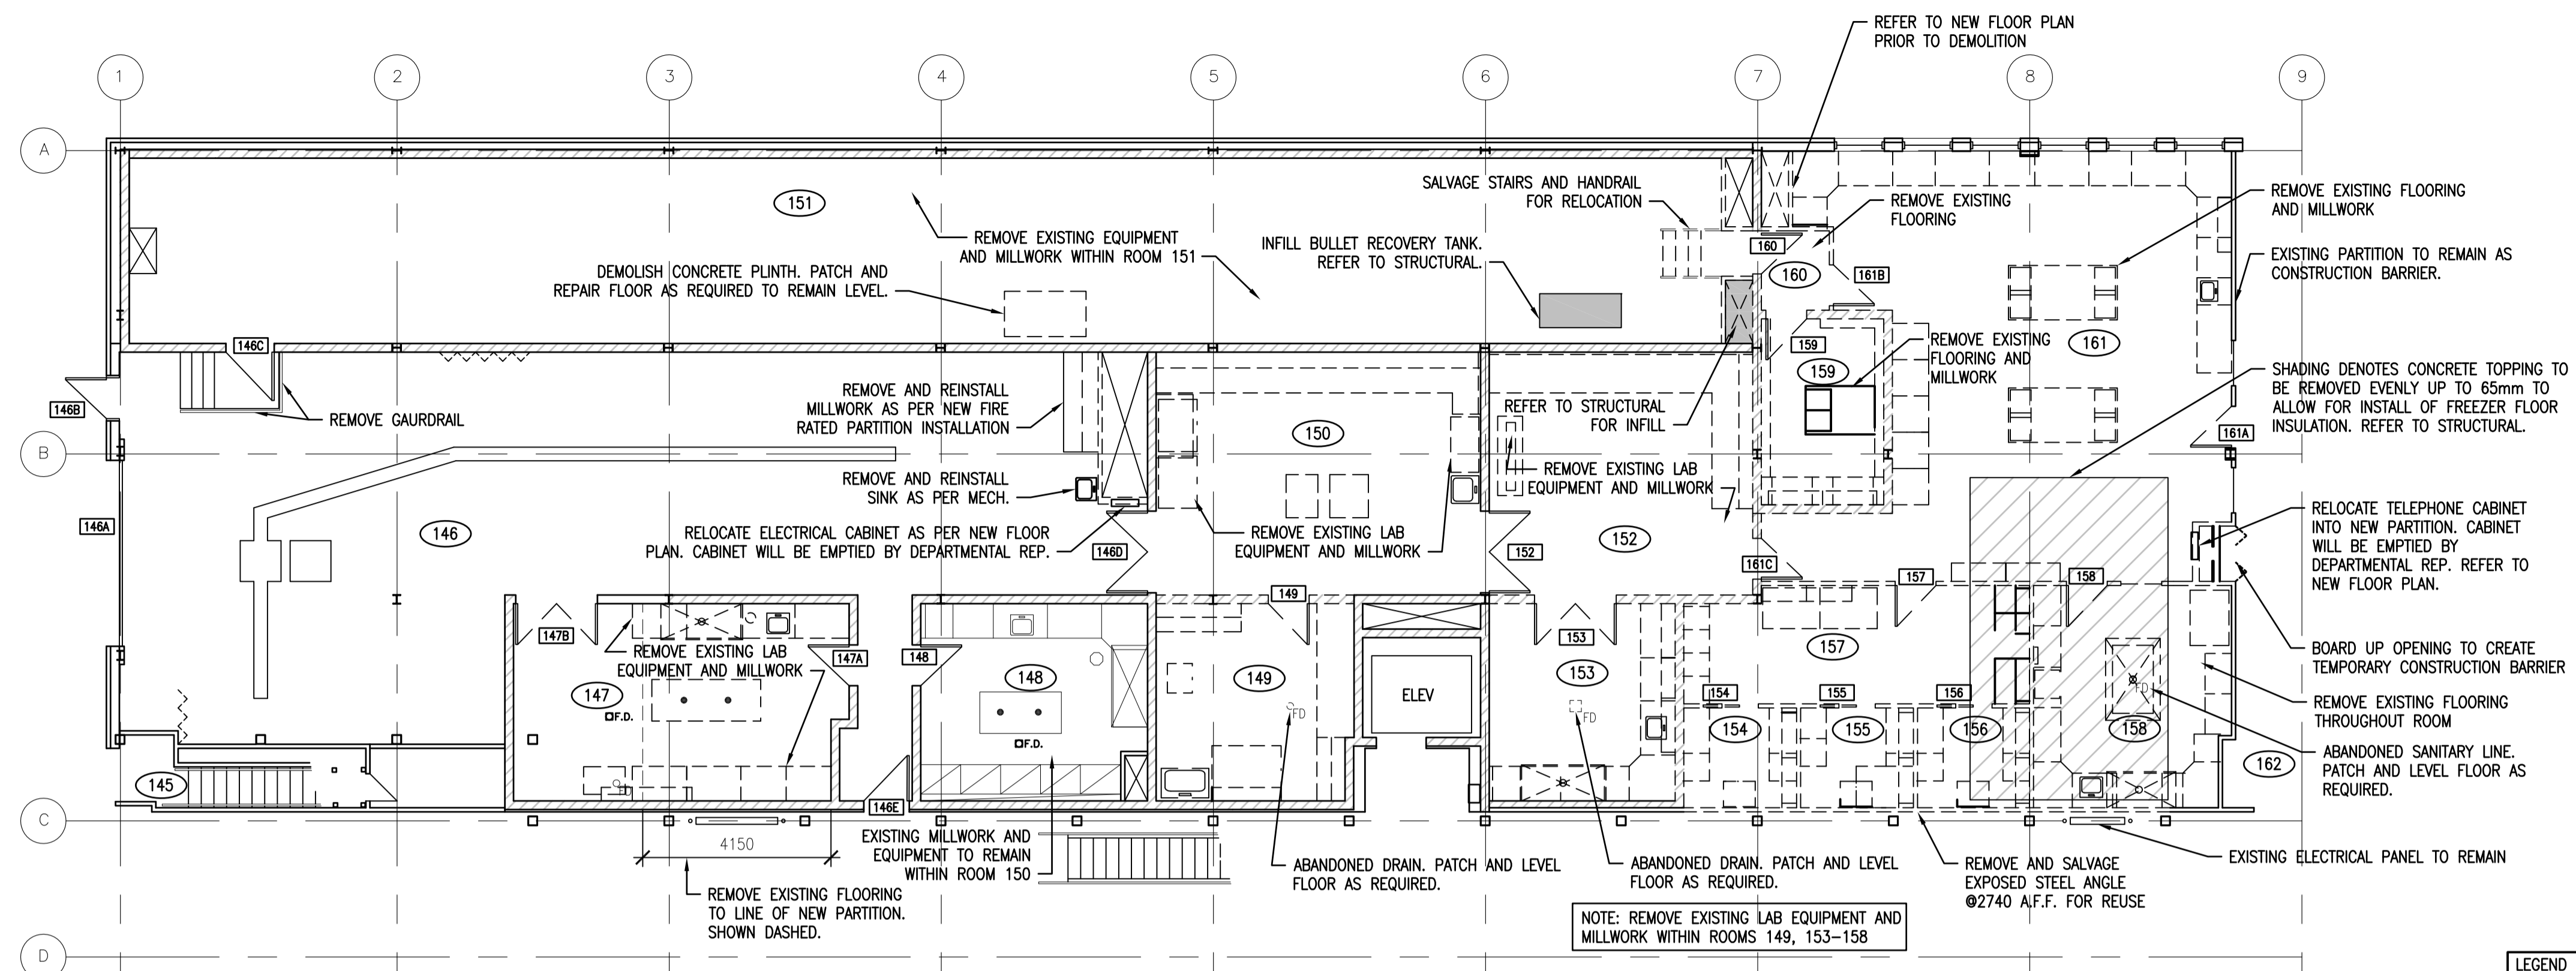 1
2
3
4
5
6
7
8
9
A
B
C
D
REFER TO NEW FLOOR PLAN
PRIOR TO DEMOLITION
151
REMOVE EXISTING EQUIPMENT
AND MILLWORK WITHIN ROOM 151
DEMOLISH CONCRETE PLINTH. PATCH AND
REPAIR FLOOR AS REQUIRED TO REMAIN LEVEL.
SALVAGE STAIRS AND HANDRAIL
FOR RELOCATION
INFILL BULLET RECOVERY TANK.
REFER TO STRUCTURAL.
REMOVE EXISTING
FLOORING
160
160
161B
REMOVE EXISTING FLOORING
AND MILLWORK
EXISTING PARTITION TO REMAIN AS
CONSTRUCTION BARRIER.
161
159
159
REMOVE EXISTING
FLOORING AND
MILLWORK
SHADING DENOTES CONCRETE TOPPING TO
BE REMOVED EVENLY UP TO 65mm TO
ALLOW FOR INSTALL OF FREEZER FLOOR
INSULATION. REFER TO STRUCTURAL.
161A
146C
146B
REMOVE GAURDRAIL
REMOVE AND REINSTALL
MILLWORK AS PER NEW FIRE
RATED PARTITION INSTALLATION
REMOVE AND REINSTALL
SINK AS PER MECH.
RELOCATE ELECTRICAL CABINET AS PER NEW FLOOR
PLAN. CABINET WILL BE EMPTIED BY DEPARTMENTAL REP.
146A
146
146D
150
REMOVE EXISTING LAB
EQUIPMENT AND MILLWORK
REFER TO STRUCTURAL
FOR INFILL
REMOVE EXISTING LAB
EQUIPMENT AND MILLWORK
152
152
161C
157
158
RELOCATE TELEPHONE CABINET
INTO NEW PARTITION. CABINET
WILL BE EMPTIED BY
DEPARTMENTAL REP. REFER TO
NEW FLOOR PLAN.
BOARD UP OPENING TO CREATE
TEMPORARY CONSTRUCTION BARRIER
REMOVE EXISTING FLOORING
THROUGHOUT ROOM
ABANDONED SANITARY LINE.
PATCH AND LEVEL FLOOR AS
REQUIRED.
147B
REMOVE EXISTING LAB
EQUIPMENT AND MILLWORK
147A
148
147
F.D.
FD
148
F.D.
149
149
FD
ELEV
153
153
FD
157
154
155
156
154
155
156
FD
158
162
145
146E
4150
REMOVE EXISTING FLOORING
TO LINE OF NEW PARTITION.
SHOWN DASHED.
EXISTING MILLWORK AND
EQUIPMENT TO REMAIN
WITHIN ROOM 150
ABANDONED DRAIN. PATCH AND LEVEL
FLOOR AS REQUIRED.
ABANDONED DRAIN. PATCH AND LEVEL
FLOOR AS REQUIRED.
REMOVE AND SALVAGE
EXPOSED STEEL ANGLE
@2740 A.F.F. FOR REUSE
EXISTING ELECTRICAL PANEL TO REMAIN
NOTE: REMOVE EXISTING LAB EQUIPMENT AND
MILLWORK WITHIN ROOMS 149, 153-158
LEGEND